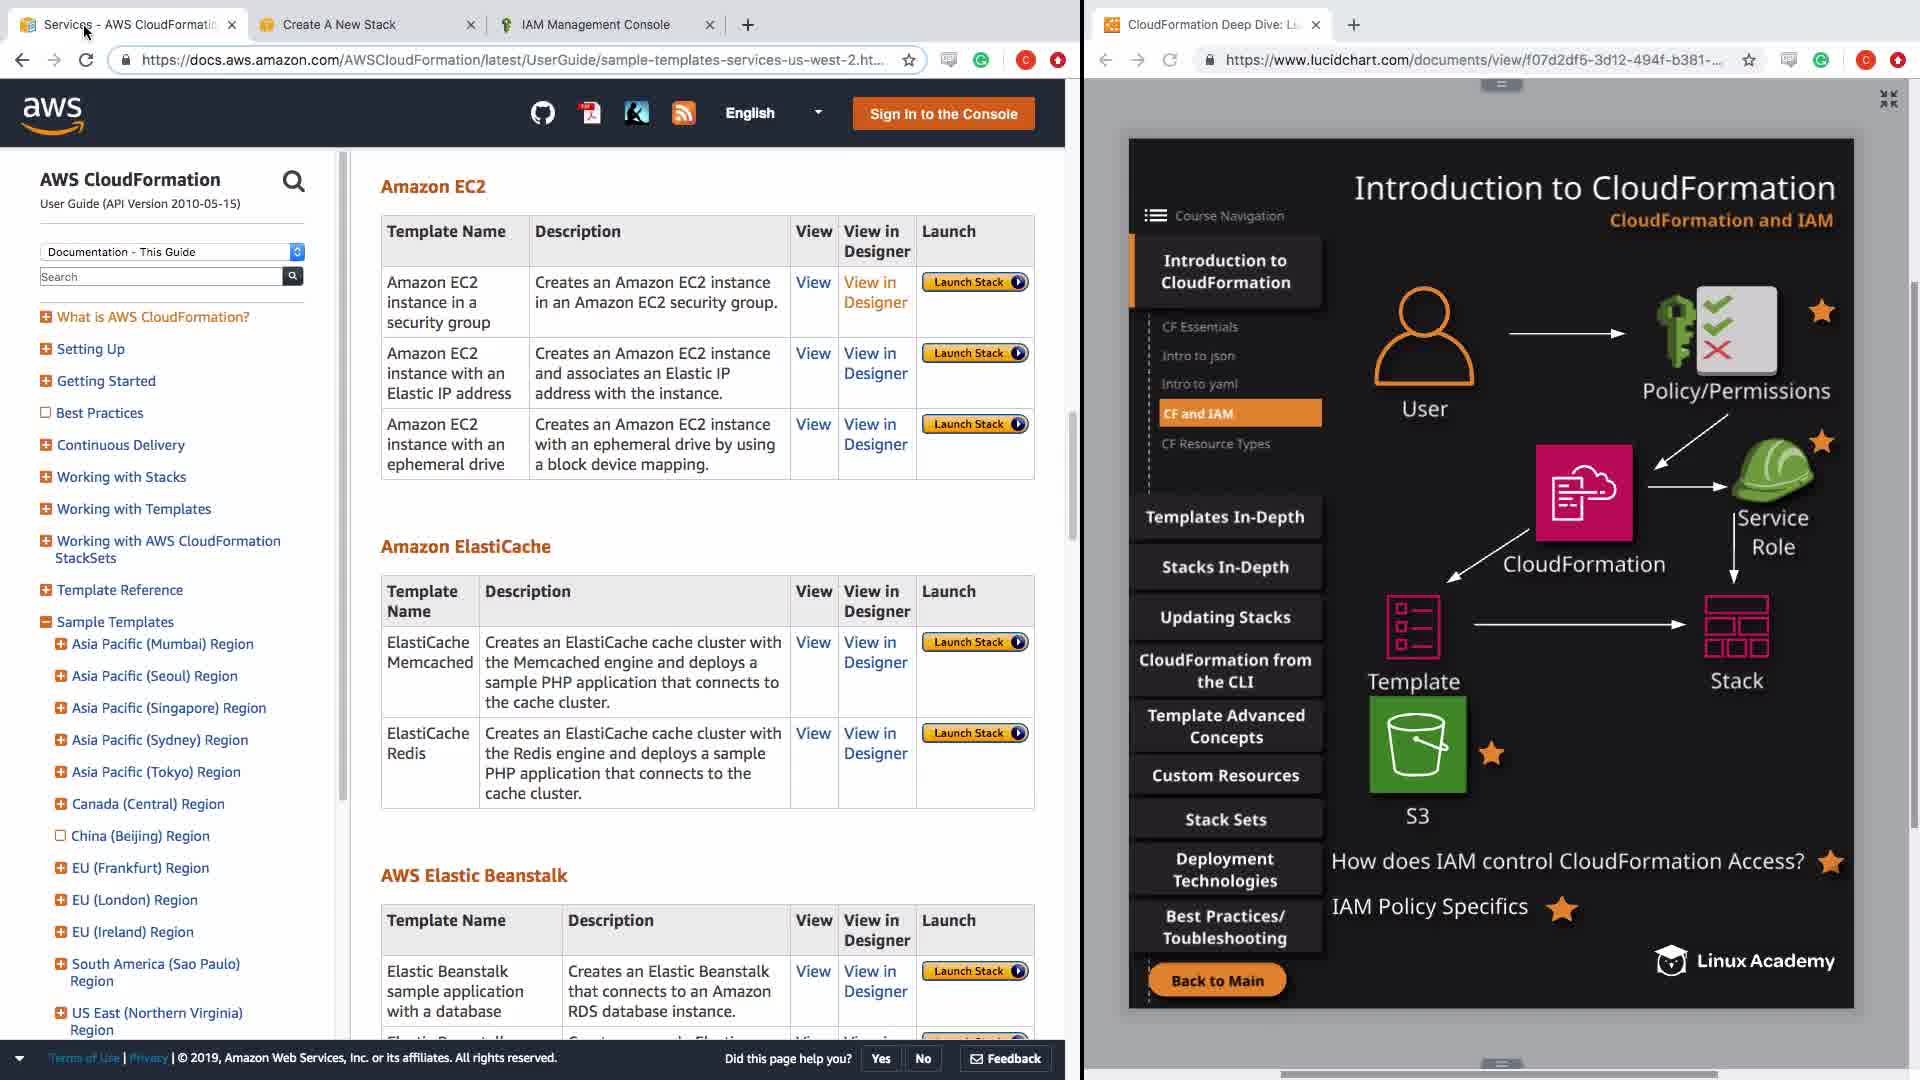 Services - AWS CloudFormatio
Create A New Stack
IAM Management Console
https://docs.aws.amazon.com/AWSCloudFormation/latest/UserGuide/sample-templates-services-us-west-2.ht...
C
aws
English
Sign In to the Console
AWS CloudFormation
User Guide (API Version 2010-05-15)
Documentation - This Guide
Search
What is AWS CloudFormation?
Setting Up
Getting Started
Best Practices
Continuous Delivery
Working with Stacks
Working with Templates
Working with AWS CloudFormation
StackSets
Template Reference
Sample Templates
Asia Pacific (Mumbai) Region
Asia Pacific (Seoul) Region
Asia Pacific (Singapore) Region
Asia Pacific (Sydney) Region
Asia Pacific (Tokyo) Region
Canada (Central) Region
China (Beijing) Region
EU (Frankfurt) Region
EU (London) Region
EU (Ireland) Region
South America (Sao Paulo)
Region
US East (Northern Virginia)
Region
Amazon EC2
Template Name Description View View in Designer Launch
Amazon EC2 instance in a security group
Creates an Amazon EC2 instance in an Amazon EC2 security group.
View
View in Designer
Launch Stack
Amazon EC2 instance with an Elastic IP address
Creates an Amazon EC2 instance and associates an Elastic IP address with the instance.
View
View in Designer
Launch Stack
Amazon EC2 instance with an ephemeral drive
Creates an Amazon EC2 instance with an ephemeral drive by using a block device mapping.
View
View in Designer
Launch Stack
Amazon ElastiCache
Template Name Description View View in Designer Launch
ElastiCache Memcached
Creates an ElastiCache cache cluster with the Memcached engine and deploys a sample PHP application that connects to the cache cluster.
View
View in Designer
Launch Stack
ElastiCache Redis
Creates an ElastiCache cache cluster with the Redis engine and deploys a sample PHP application that connects to the cache cluster.
View
View in Designer
Launch Stack
AWS Elastic Beanstalk
Template Name Description View View in Designer Launch
Elastic Beanstalk sample application with a database
Creates an Elastic Beanstalk that connects to an Amazon RDS database instance.
View
View in Designer
Launch Stack
Terms of Use | Privacy | © 2019, Amazon Web Services, Inc. or its affiliates. All rights reserved.
Did this page help you?
Yes
No
Feedback
CloudFormation Deep Dive: Lu
https://www.lucidchart.com/documents/view/f07d2df5-3d12-494f-b381-...
C
Introduction to CloudFormation
CloudFormation and IAM
Course Navigation
Introduction to
CloudFormation
CF Essentials
Intro to json
Intro to yaml
CF and IAM
CF Resource Types
Templates In-Depth
Stacks In-Depth
Updating Stacks
CloudFormation from
the CLI
Template Advanced
Concepts
Custom Resources
Stack Sets
Deployment
Technologies
Best Practices/
Toubleshooting
Back to Main
User
Policy/Permissions
CloudFormation
Service
Role
Template
Stack
S3
How does IAM control CloudFormation Access?
IAM Policy Specifics
Linux Academy